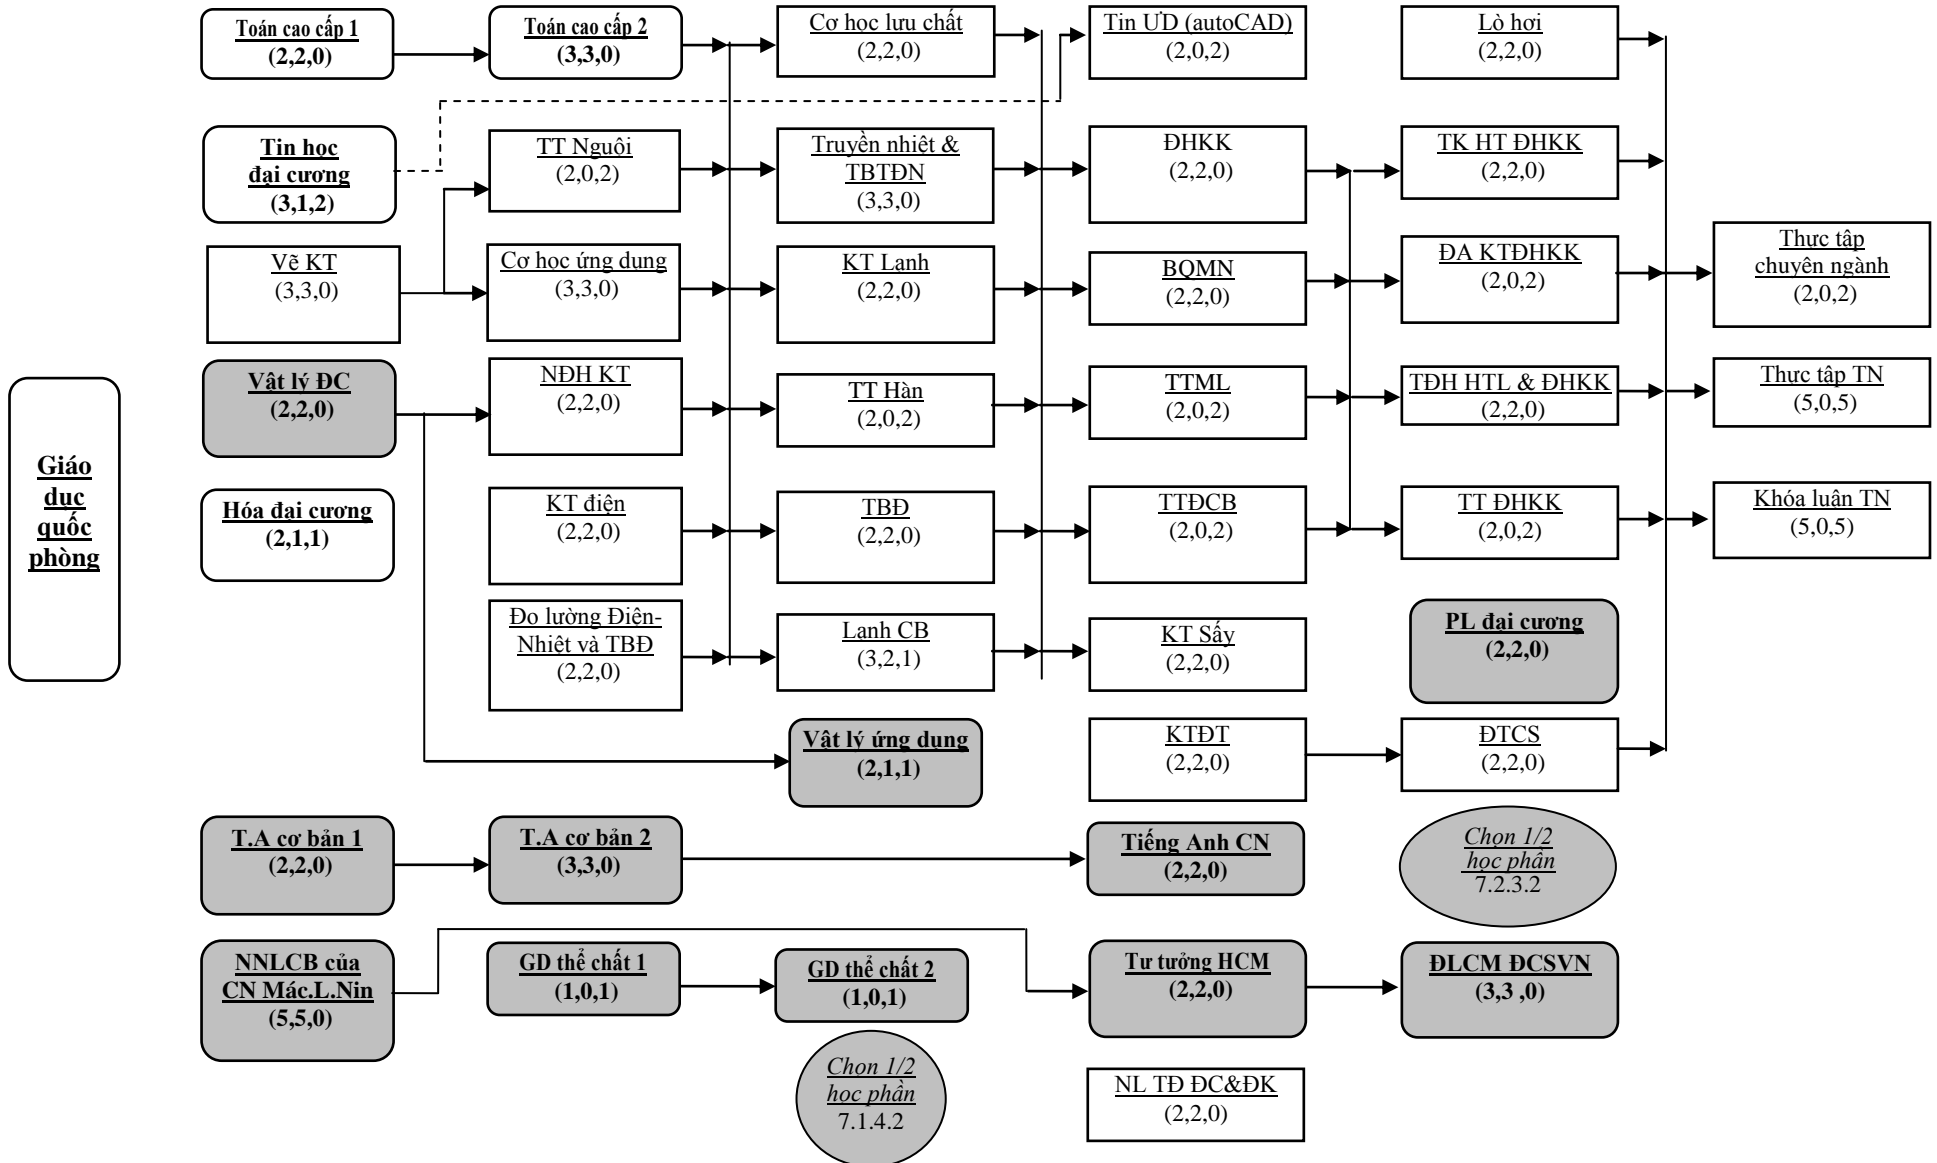 Toán cao cấp 1
(2,2,0)
Toán cao cấp 2
(3,3,0)
Cơ học lưu chất
(2,2,0)
Tin ƯD (autoCAD)
(2,0,2)
Lò hơi
(2,2,0)
Tin học
đại cương
(3,1,2)
TT Nguội
(2,0,2)
Truyền nhiệt &
TBTĐN
(3,3,0)
ĐHKK
(2,2,0)
TK HT ĐHKK
(2,2,0)
Vẽ KT
(3,3,0)
Cơ học ứng dụng
(3,3,0)
KT Lạnh
(2,2,0)
BQMN
(2,2,0)
ĐA KTĐHKK
(2,0,2)
Thực tập
chuyên ngành
(2,0,2)
Vật lý ĐC
(2,2,0)
NĐH KT
(2,2,0)
TT Hàn
(2,0,2)
TTML
(2,0,2)
TĐH HTL & ĐHKK
(2,2,0)
Thực tập TN
(5,0,5)
Giáo
dục
quốc
phòng
Hóa đại cương
(2,1,1)
KT điện
(2,2,0)
TBĐ
(2,2,0)
TTĐCB
(2,0,2)
TT ĐHKK
(2,0,2)
Khóa luận TN
(5,0,5)
Đo lường Điện-
Nhiệt và TBĐ
(2,2,0)
Lạnh CB
(3,2,1)
KT Sấy
(2,2,0)
PL đại cương
(2,2,0)
Vật lý ứng dụng
(2,1,1)
KTĐT
(2,2,0)
ĐTCS
(2,2,0)
T.A cơ bản 1
(2,2,0)
T.A cơ bản 2
(3,3,0)
Tiếng Anh CN
(2,2,0)
Chọn 1/2
học phần
7.2.3.2
NNLCB của
CN Mác.L.Nin
(5,5,0)
GD thể chất 1
(1,0,1)
GD thể chất 2
(1,0,1)
Tư tưởng HCM
(2,2,0)
ĐLCM ĐCSVN
(3,3 ,0)
Chọn 1/2
học phần
7.1.4.2
NL TĐ ĐC&ĐK
(2,2,0)